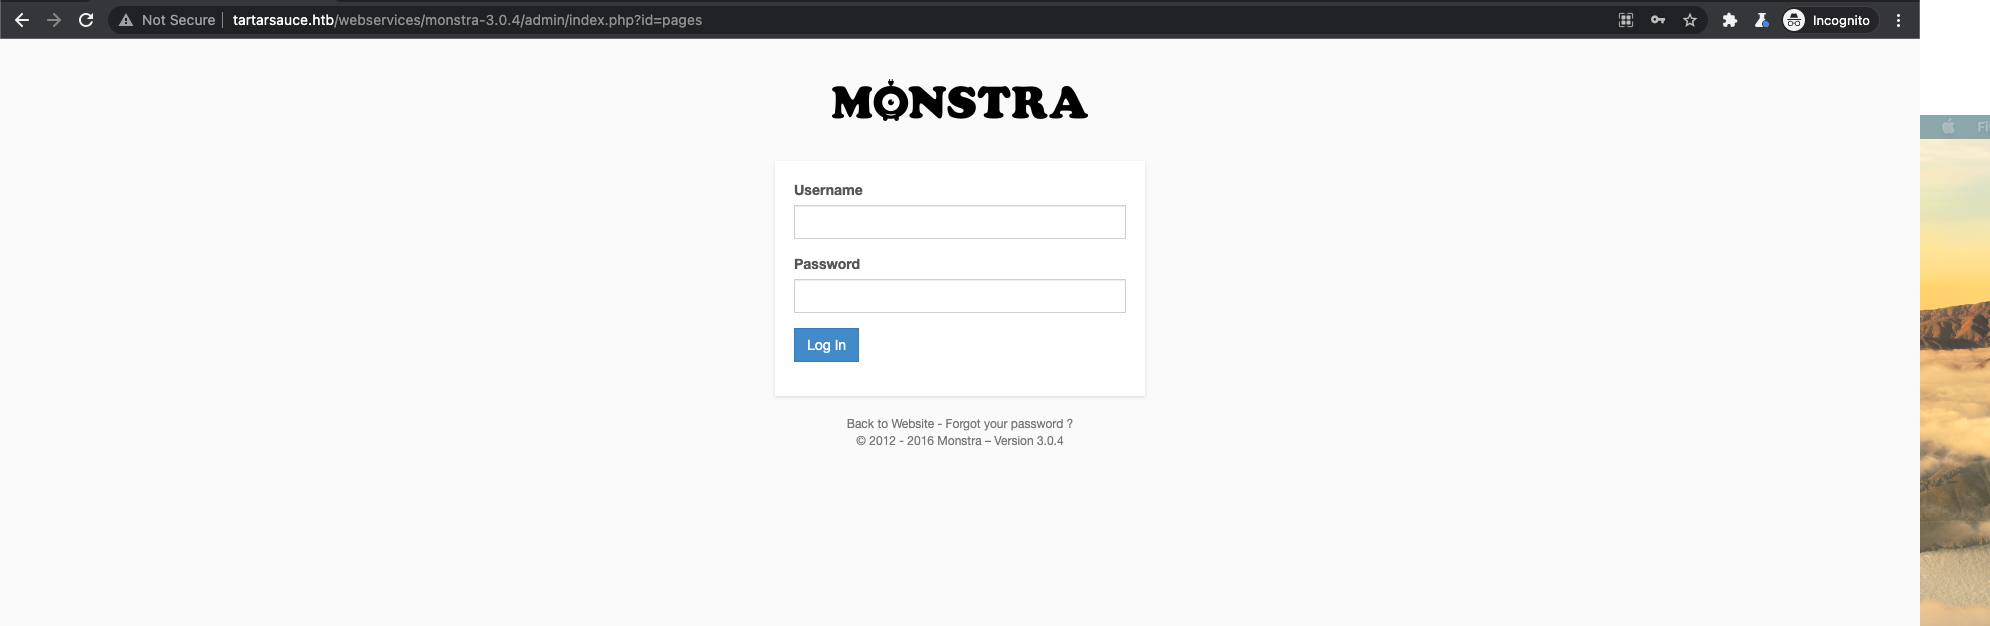 Not Secure tartarsauce.htb/webservices/monstra-3.0.4/admin/index.php?id=pages Incognito
MONSTRA
Username
Password
Log In
Back to Website - Forgot your password ?
© 2012 - 2016 Monstra – Version 3.0.4